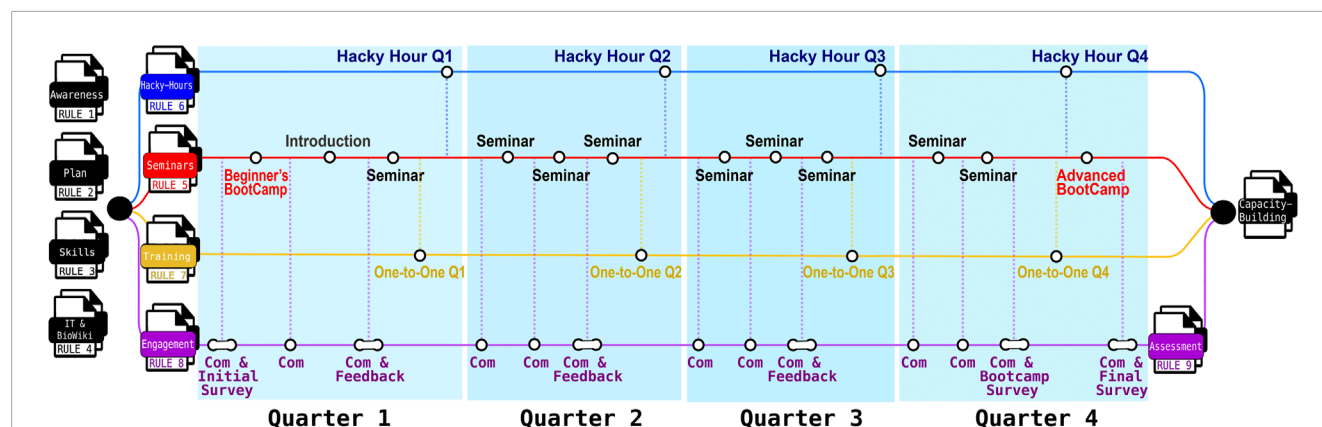 Awareness
RULE 1
Plan
RULE 2
Skills
RULE 3
IT &
BioWiki
RULE 4
Hacky-Hours
RULE 6
Seminars
RULE 5
Training
RULE 7
Engagement
RULE 8
Hacky Hour Q1
Hacky Hour Q2
Hacky Hour Q3
Hacky Hour Q4
Introduction
Seminar
Seminar
Seminar
Seminar
Beginner's
BootCamp
Seminar
Seminar
Seminar
Seminar
Seminar
Advanced
BootCamp
One-to-One Q1
One-to-One Q2
One-to-One Q3
One-to-One Q4
Com &
Initial
Survey
Com
Com &
Feedback
Com
Com
Com &
Feedback
Com
Com
Com &
Feedback
Com
Com
Com &
Bootcamp
Survey
Com &
Final
Survey
Assessment
RULE 9
Capacity-
Building
Quarter 1
Quarter 2
Quarter 3
Quarter 4